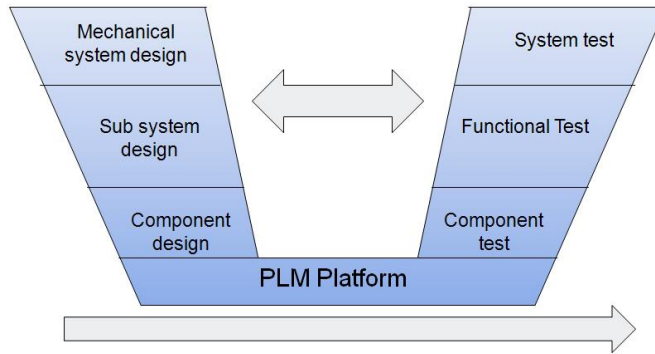 Mechanical
system design
System test
Sub system
design
Functional Test
Component
design
Component
test
PLM Platform